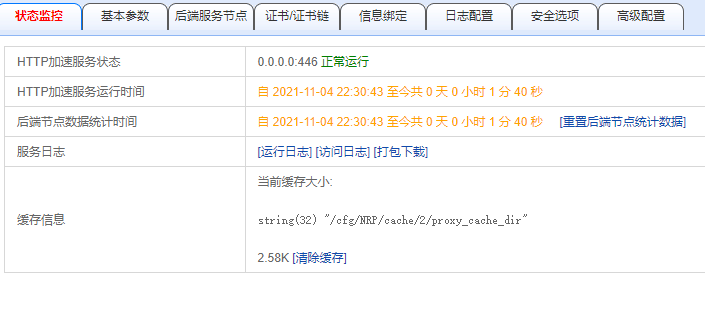 状态监控 基本参数 后端服务节点 证书/证书链 信息绑定 日志配置 安全选项 高级配置
HTTP加速服务状态 0.0.0.0:446 正常运行
HTTP加速服务运行时间 自 2021-11-04 22:30:43 至今共 0 天 0 小时 1 分 40 秒
后端节点数据统计时间 自 2021-11-04 22:30:43 至今共 0 天 0 小时 1 分 40 秒 [重置后端节点统计数据]
服务日志 [运行日志] [访问日志] [打包下载]
当前缓存大小:
缓存信息 string(32) "/cfg/NRP/cache/2/proxy_cache_dir"
2.58K [清除缓存]